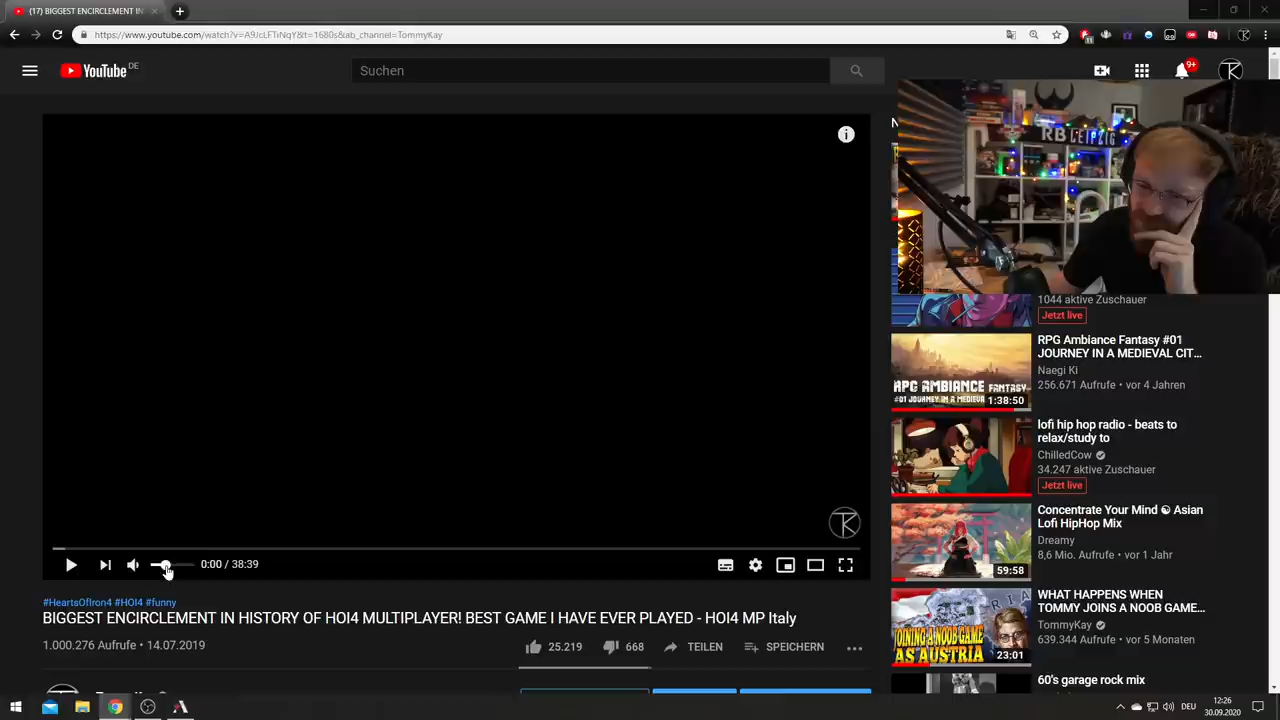 (17) BIGGEST ENCIRCLEMENT IN
https://www.youtube.com/watch?v=A9JcLFTiNqY&t=1680s&ab_channel=TommyKay
11
YouTube DE
Suchen
9+
TK
RB LEIPZIG
1044 aktive Zuschauer
Jetzt live
RPG Ambiance Fantasy #01
JOURNEY IN A MEDIEVAL CIT…
Naegi Ki
256.671 Aufrufe • vor 4 Jahren
RPG AMBIANCE FANTASY
#01 JOURNEY IN A MEDIEVA
1:38:50
lofi hip hop radio - beats to
relax/study to
ChilledCow
34.247 aktive Zuschauer
Jetzt live
Concentrate Your Mind ☯ Asian
Lofi HipHop Mix
Dreamy
8,6 Mio. Aufrufe • vor 1 Jahr
59:58
WHAT HAPPENS WHEN
TOMMY JOINS A NOOB GAME…
TommyKay
639.344 Aufrufe • vor 5 Monaten
JOINING A NOOB GAME
AS AUSTRIA
23:01
60's garage rock mix
TK
0:00 / 38:39
#HeartsOfIron4 #HOI4 #funny
BIGGEST ENCIRCLEMENT IN HISTORY OF HOI4 MULTIPLAYER! BEST GAME I HAVE EVER PLAYED - HOI4 MP Italy
1.000.276 Aufrufe • 14.07.2019
25.219
668
TEILEN
SPEICHERN
DEU
12:26
30.09.2020